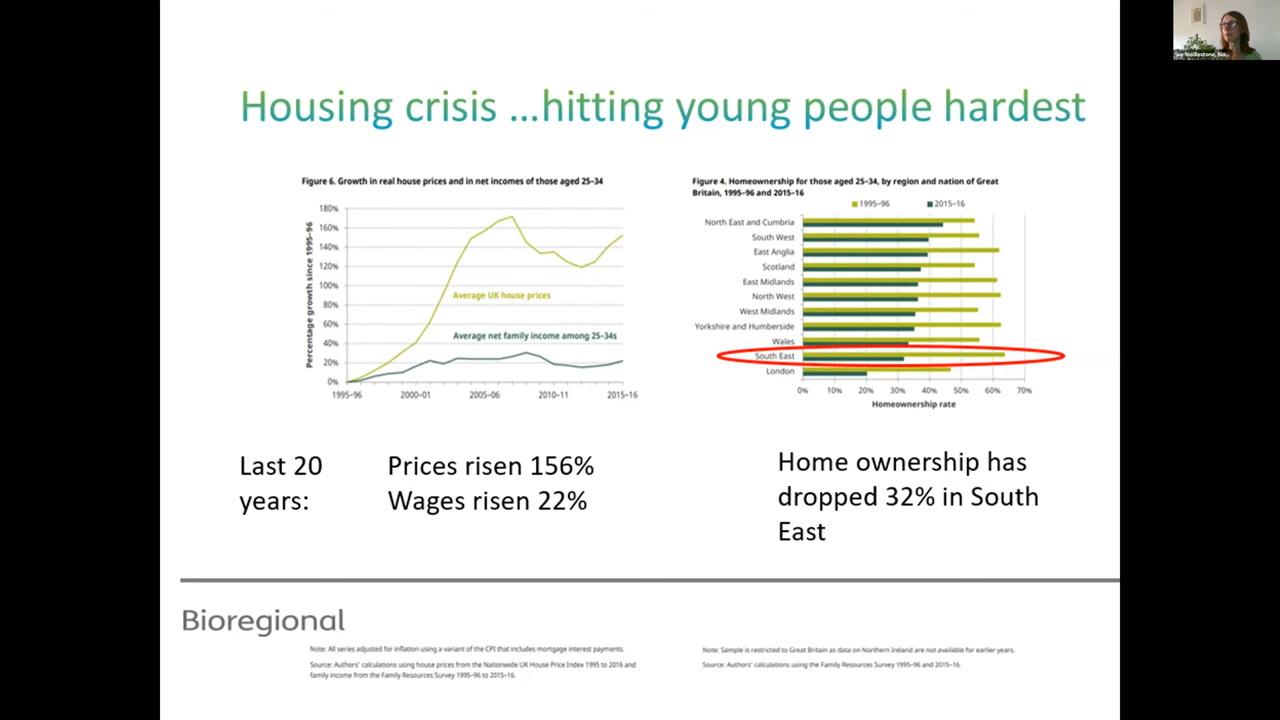 Sue Riddlestone, Bio...
Housing crisis ...hitting young people hardest
Figure 6. Growth in real house prices and in net incomes of those aged 25–34
Percentage growth since 1995–96
180%
160%
140%
120%
100%
80%
60%
40%
20%
0%
Average UK house prices
Average net family income among 25–34s
1995–96 2000–01 2005–06 2010–11 2015–16
Figure 4. Homeownership for those aged 25–34, by region and nation of Great
Britain, 1995–96 and 2015–16
1995–96 2015–16
North East and Cumbria
South West
East Anglia
Scotland
East Midlands
North West
West Midlands
Yorkshire and Humberside
Wales
South East
London
0% 10% 20% 30% 40% 50% 60% 70%
Homeownership rate
Last 20
years:
Prices risen 156%
Wages risen 22%
Home ownership has
dropped 32% in South
East
Bioregional
Note: All series adjusted for inflation using a variant of the CPI that includes mortgage interest payments.
Source: Authors' calculations using house prices from the Nationwide UK House Price Index 1995 to 2016 and
family income from the Family Resources Survey 1995–96 to 2015–16.
Note: Sample is restricted to Great Britain as data on Northern Ireland are not available for earlier years.
Source: Authors' calculations using the Family Resources Survey 1995–96 and 2015–16.